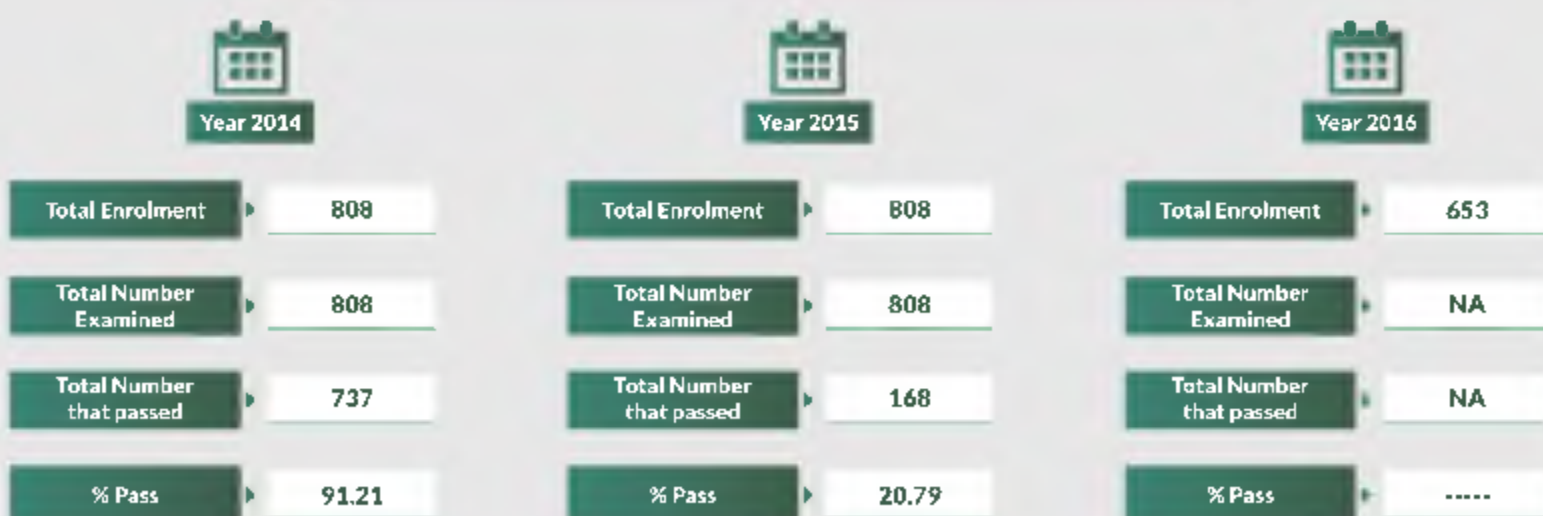 Year 2014
Year 2015
Year 2016
Total Enrolment 808
Total Enrolment 808
Total Enrolment 653
Total Number
Examined 808
Total Number
Examined 808
Total Number
Examined NA
Total Number
that passed 737
Total Number
that passed 168
Total Number
that passed NA
% Pass 91.21
% Pass 20.79
% Pass -----